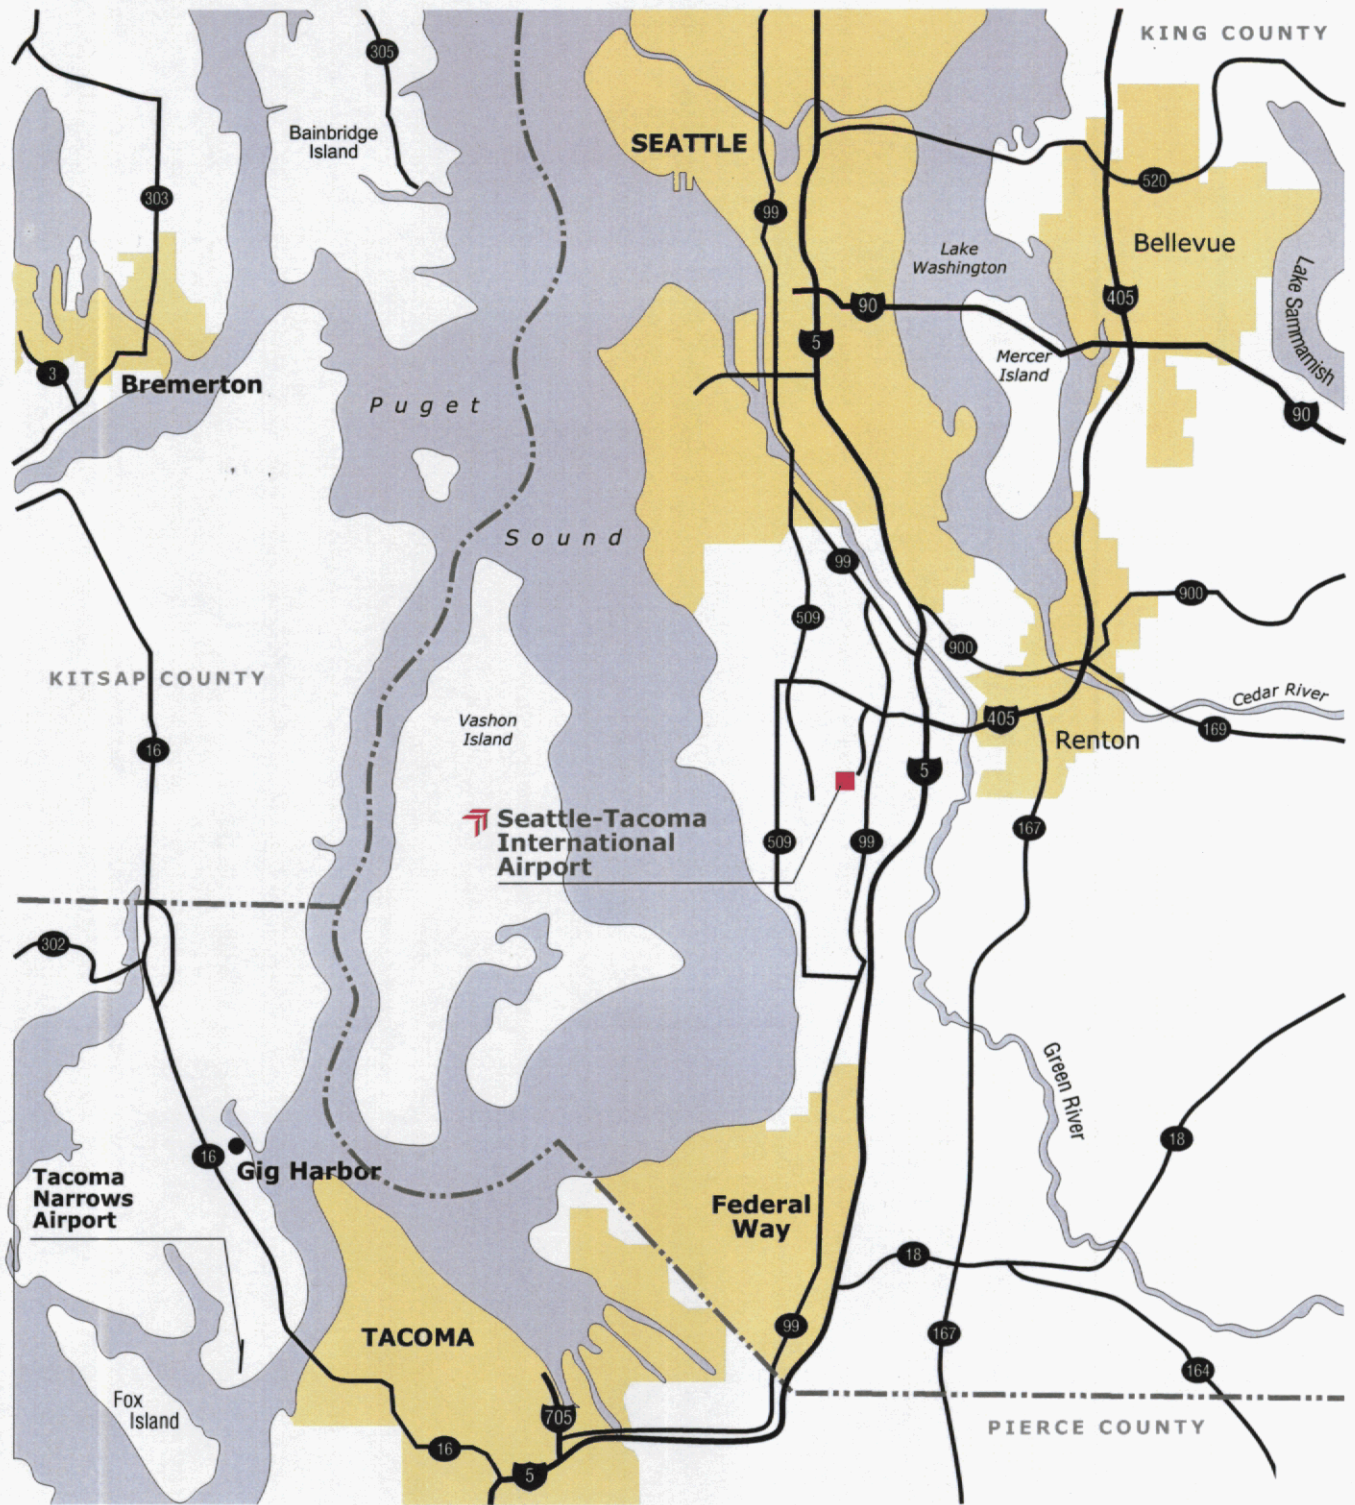 KING COUNTY
305
Bainbridge
Island
SEATTLE
520
303
99
Bellevue
Lake
Washington
405
90
Lake Sammamish
5
Mercer
Island
3
Bremerton
Puget
90
Sound
99
900
509
900
KITSAP COUNTY
Cedar River
Vashon
Island
405
169
16
Renton
5
Seattle-Tacoma
International
Airport
167
509
99
302
Green River
18
16
Gig Harbor
Tacoma
Narrows
Airport
Federal
Way
18
99
167
TACOMA
164
Fox
Island
705
PIERCE COUNTY
16
5